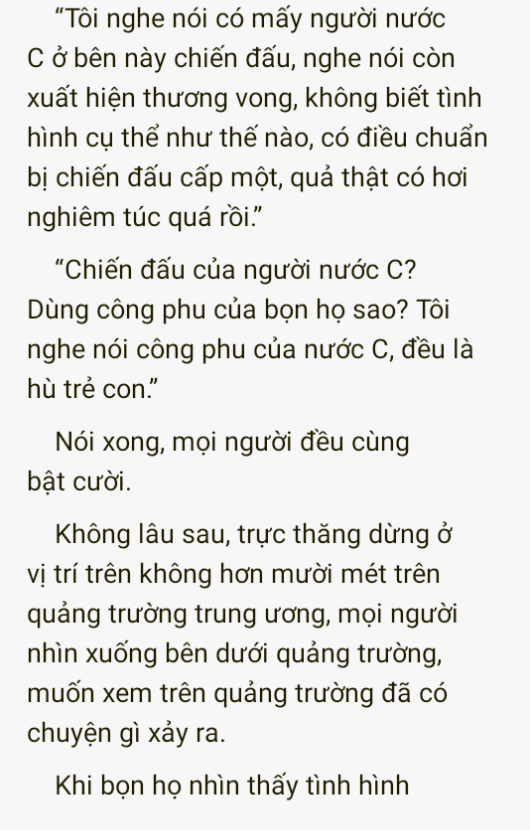 “Tôi nghe nói có mấy người nước
C ở bên này chiến đấu, nghe nói còn
xuất hiện thương vong, không biết tình
hình cụ thể như thế nào, có điều chuẩn
bị chiến đấu cấp một, quả thật có hơi
nghiêm túc quá rồi.”
“Chiến đấu của người nước C?
Dùng công phu của bọn họ sao? Tôi
nghe nói công phu của nước C, đều là
hù trẻ con.”
Nói xong, mọi người đều cùng
bật cười.
Không lâu sau, trực thăng dừng ở
vị trí trên không hơn mười mét trên
quảng trường trung ương, mọi người
nhìn xuống bên dưới quảng trường,
muốn xem trên quảng trường đã có
chuyện gì xảy ra.
Khi bọn họ nhìn thấy tình hình